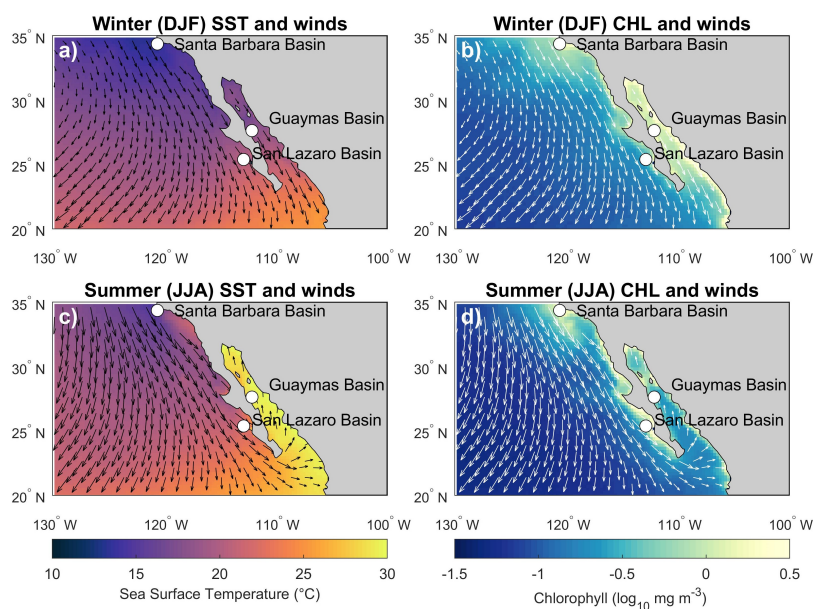 Winter (DJF) SST and winds
35° N
a)
Santa Barbara Basin
30° N
Guaymas Basin
San Lazaro Basin
25° N
20° N
130° W
120° W
110° W
100° W
Winter (DJF) CHL and winds
35° N
b)
Santa Barbara Basin
30° N
Guaymas Basin
San Lazaro Basin
25° N
20° N
130° W
120° W
110° W
100° W
Summer (JJA) SST and winds
35° N
c)
Santa Barbara Basin
30° N
Guaymas Basin
San Lazaro Basin
25° N
20° N
130° W
120° W
110° W
100° W
Summer (JJA) CHL and winds
35° N
d)
Santa Barbara Basin
30° N
Guaymas Basin
San Lazaro Basin
25° N
20° N
130° W
120° W
110° W
100° W
10 15 20 25 30
Sea Surface Temperature (°C)
-1.5 -1 -0.5 0 0.5
Chlorophyll (log₁₀ mg m⁻³)